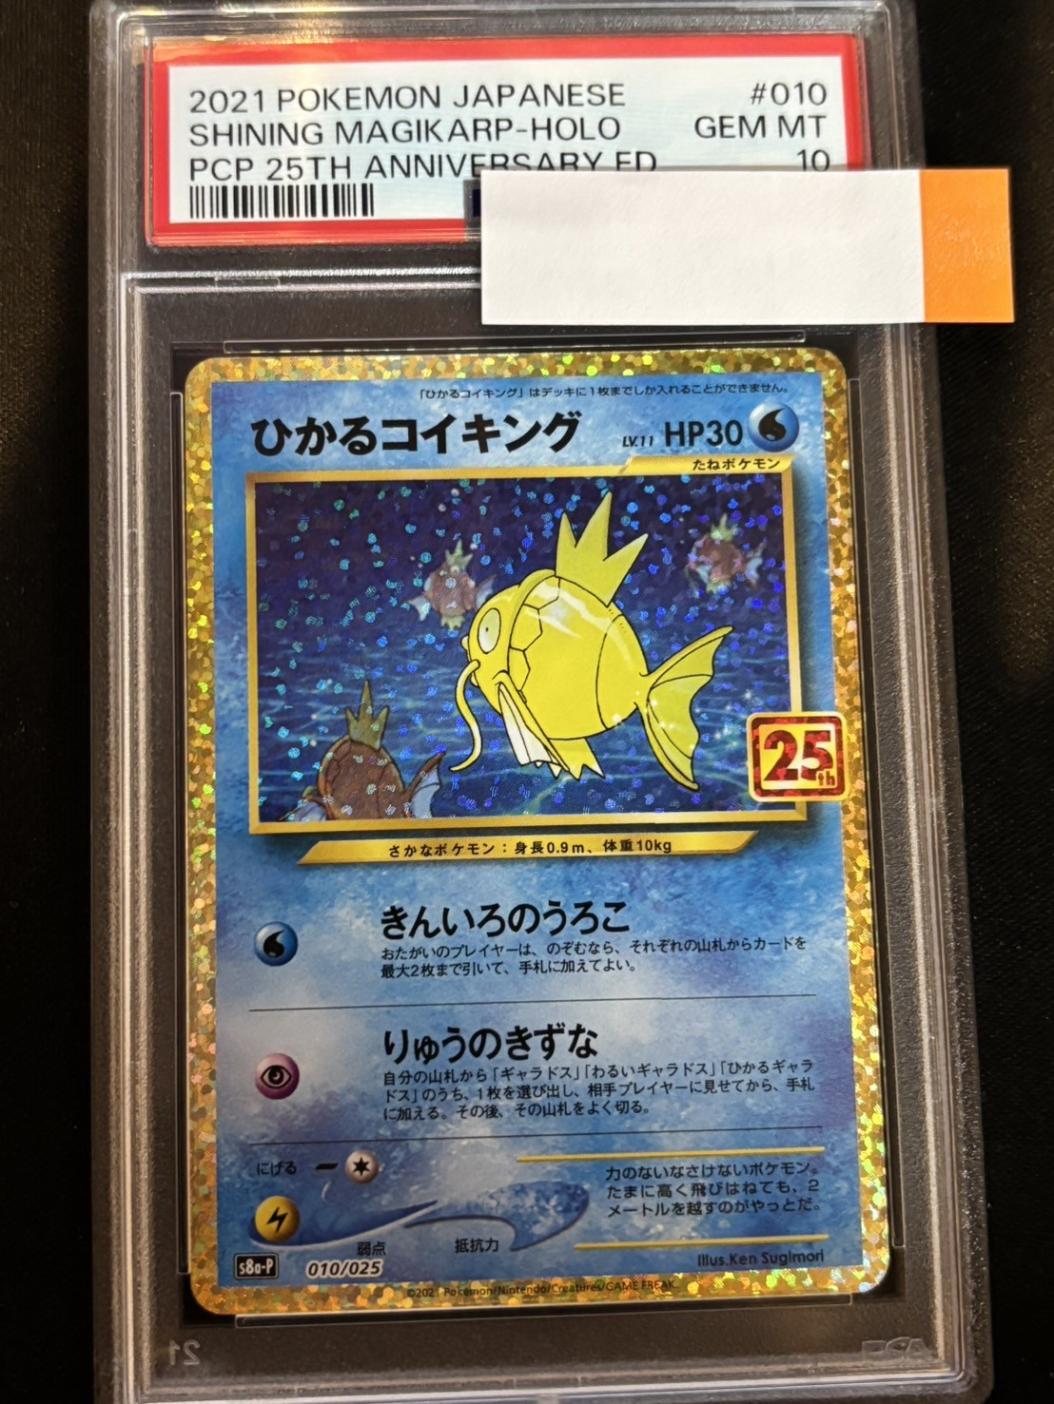 2021 POKEMON JAPANESE #010
SHINING MAGIKARP-HOLO GEM MT
PCP 25TH ANNIVERSARY ED 10
「ひかるコイキング」はデッキに1枚までしか入れることができません。
ひかるコイキング LV.11 HP30
たねポケモン
25th
さかなポケモン：身長0.9m、体重10kg
きんいろのうろこ
おたがいのプレイヤーは、のぞむなら、それぞれの山札からカードを
最大2枚まで引いて、手札に加えてよい。
りゅうのきずな
自分の山札から「ギャラドス」「わるいギャラドス」「ひかるギャラ
ドス」のうち、1枚を選び出し、相手プレイヤーに見せてから、手札
に加える。その後、その山札をよく切る。
にげる
力のないなさけないポケモン。
たまに高く飛びはねても、2
メートルを越すのがやっとだ。
弱点
抵抗力
Illus.Ken Sugimori
s8a-P 010/025
©2021 Pokémon/Nintendo/Creatures/GAME FREAK.
21 PSA